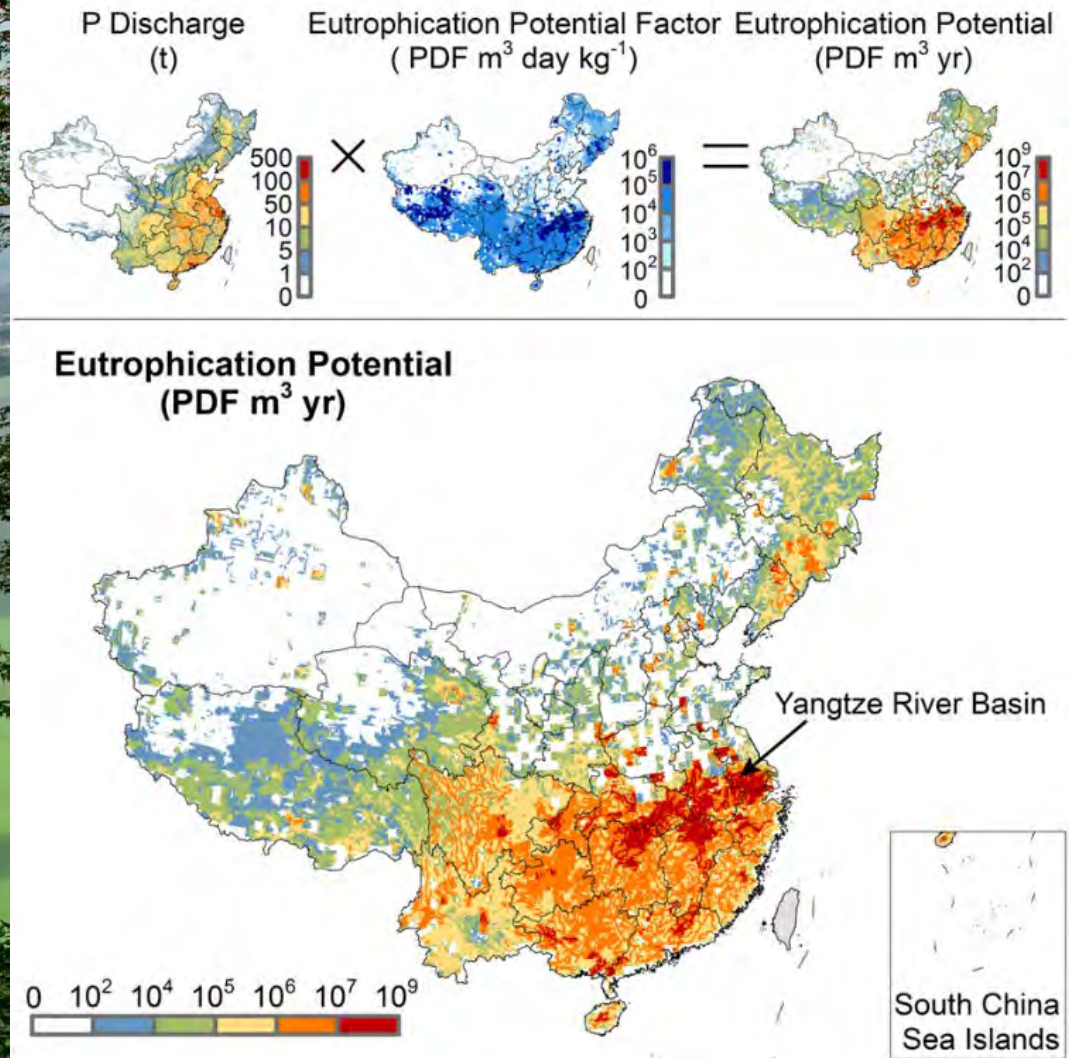 P Discharge
(t)
Eutrophication Potential Factor
( PDF m³ day kg⁻¹)
Eutrophication Potential
(PDF m³ yr)
500
100
50
10
5
1
0
×
10⁶
10⁵
10⁴
10³
10²
0
=
10⁹
10⁷
10⁶
10⁵
10⁴
10²
0
Eutrophication Potential
(PDF m³ yr)
Yangtze River Basin
0 10² 10⁴ 10⁵ 10⁶ 10⁷ 10⁹
South China
Sea Islands